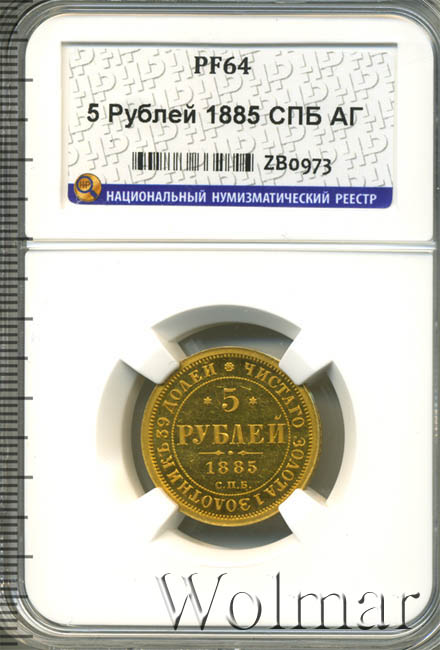 PF64
5 Рублей 1885 СПБ АГ
ZB0973
НР
НАЦИОНАЛЬНЫЙ НУМИЗМАТИЧЕСКИЙ РЕЕСТР
ЧИСТАГО ЗОЛОТА 1 ЗОЛОТНИКЪ 39 ДОЛЕЙ
5
РУБЛЕЙ
1885
С.П.Б.
Wolmar